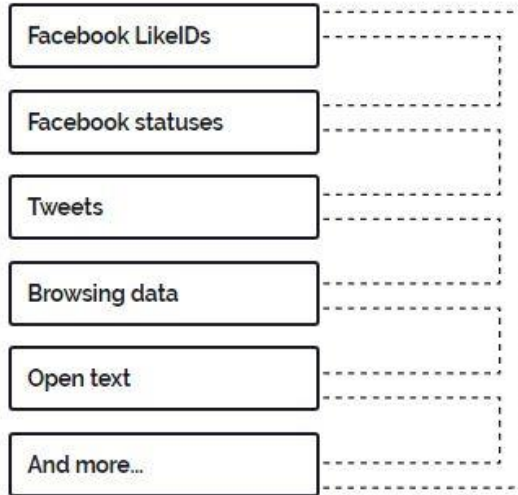 Facebook LikeIDs
Facebook statuses
Tweets
Browsing data
Open text
And more...